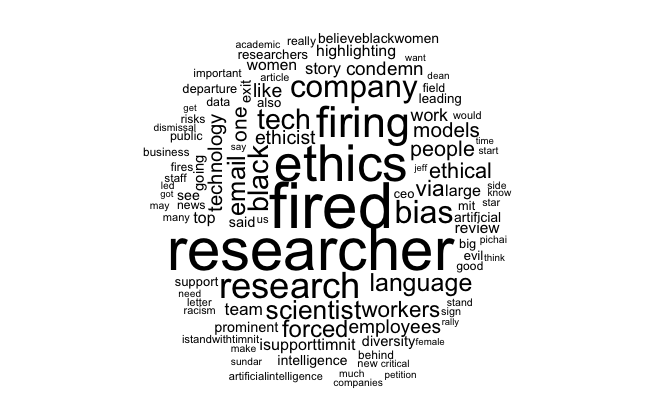 academic really believeblackwomen
researchers highlighting want
important women story condemn dean
departure exit article like company field
get data also leading
risks one tech firing work would
dismissal technology ethicist models
public say time
business email black ethics people start
fires going jeff ethical
staff
led fired ceo via large side
got see us bias mit know
may news star
many top said artificial
researcher review
big pichai
evil think
good
support research language
need
letter team scientist workers stand
racism sign
prominent forced employees rally
istandwithtimnit isupporttimnit diversity female
make behind
sundar intelligence new critical
artificialintelligence much petition
companies